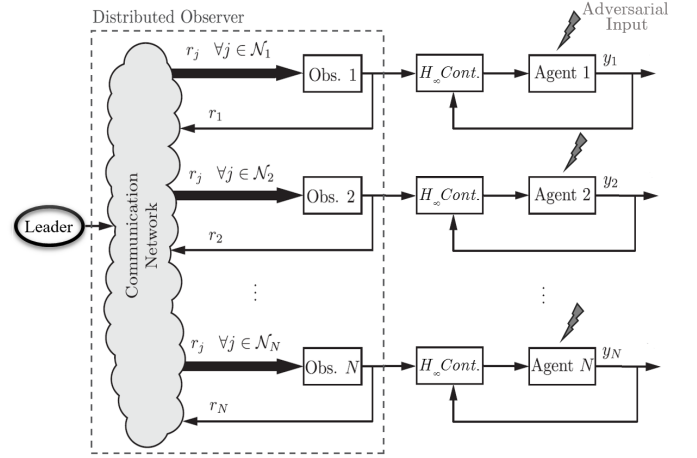 Distributed Observer
Adversarial
Input
r_j ∀j ∈ 𝒩_1
Obs. 1
H_∞ Cont.
Agent 1
y_1
r_1
r_j ∀j ∈ 𝒩_2
Obs. 2
H_∞ Cont.
Agent 2
y_2
r_2
Leader
Communication
Network
⋮
⋮
r_j ∀j ∈ 𝒩_N
Obs. N
H_∞ Cont.
Agent N
y_N
r_N